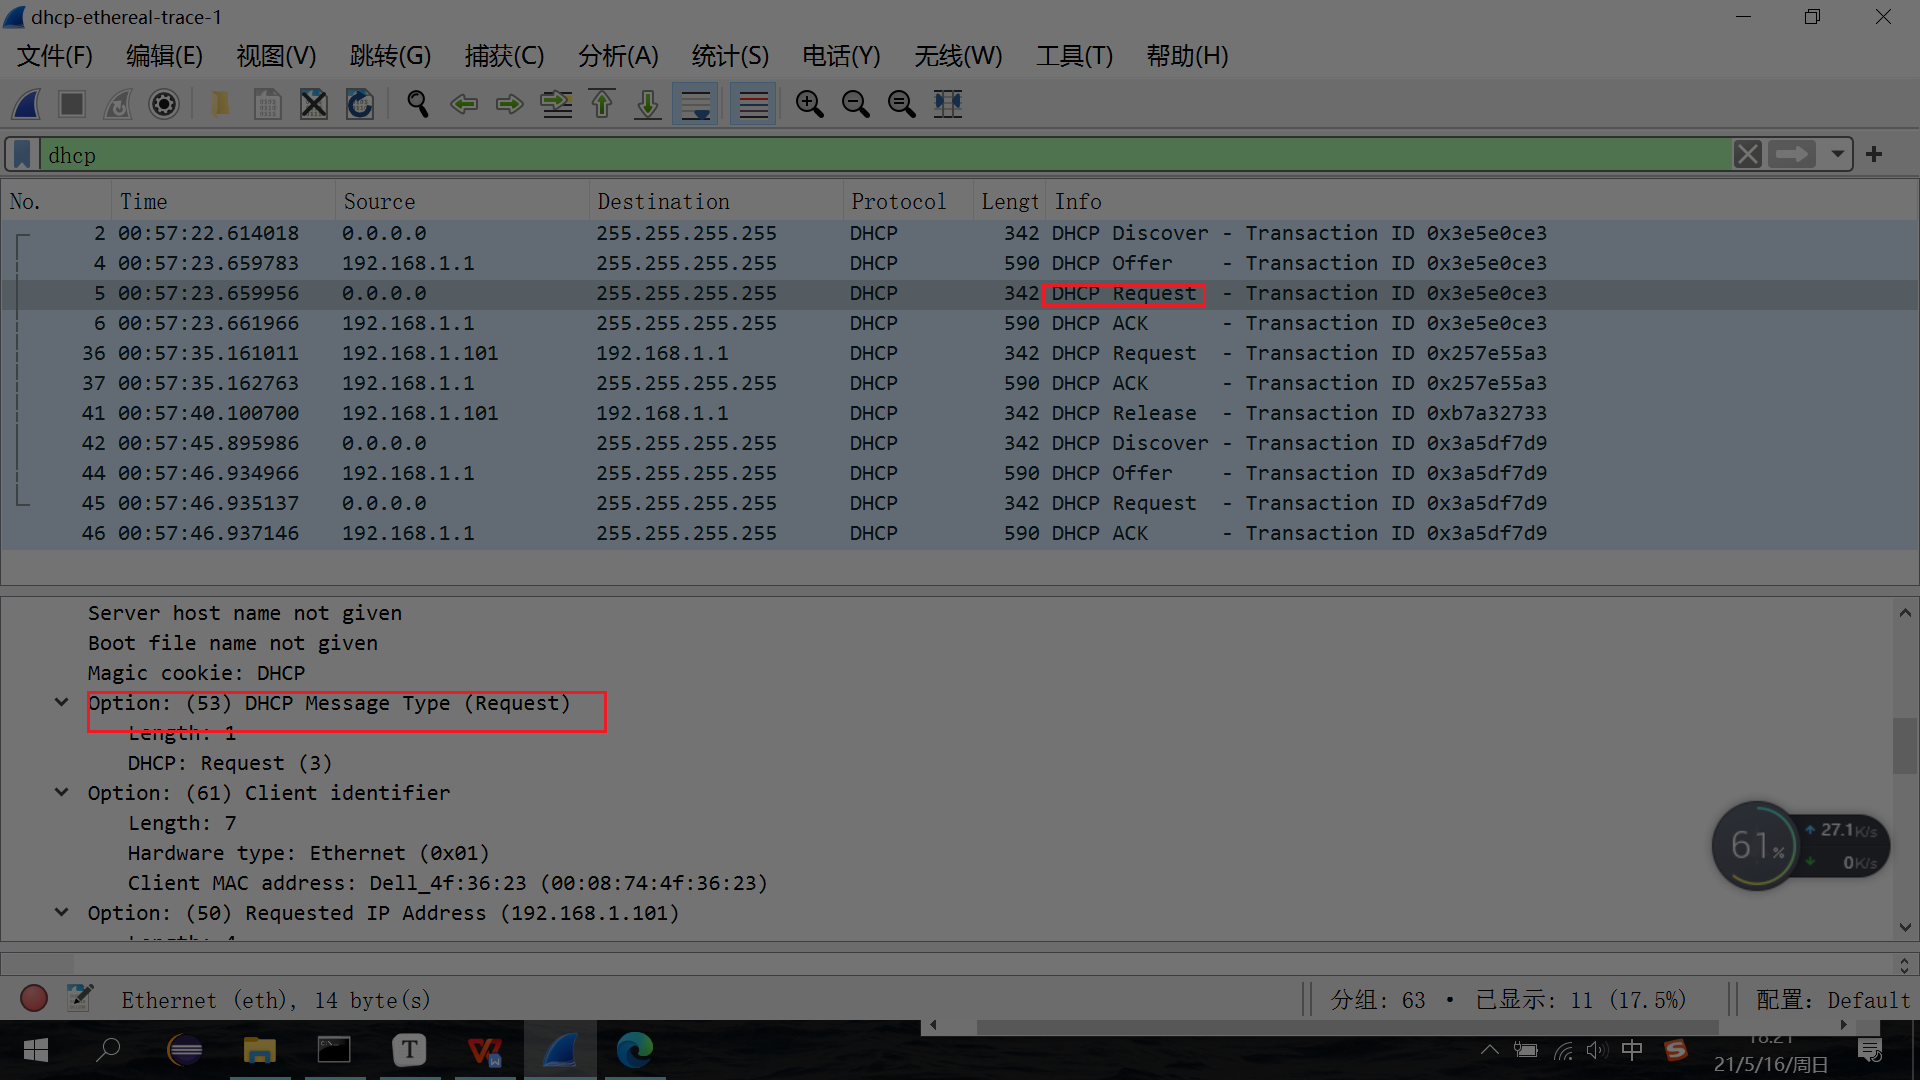 dhcp-ethereal-trace-1
文件(F) 编辑(E) 视图(V) 跳转(G) 捕获(C) 分析(A) 统计(S) 电话(Y) 无线(W) 工具(T) 帮助(H)
dhcp
No. Time Source Destination Protocol Lengt Info
2 00:57:22.614018 0.0.0.0 255.255.255.255 DHCP 342 DHCP Discover - Transaction ID 0x3e5e0ce3
4 00:57:23.659783 192.168.1.1 255.255.255.255 DHCP 590 DHCP Offer - Transaction ID 0x3e5e0ce3
5 00:57:23.659956 0.0.0.0 255.255.255.255 DHCP 342 DHCP Request - Transaction ID 0x3e5e0ce3
6 00:57:23.661966 192.168.1.1 255.255.255.255 DHCP 590 DHCP ACK - Transaction ID 0x3e5e0ce3
36 00:57:35.161011 192.168.1.101 192.168.1.1 DHCP 342 DHCP Request - Transaction ID 0x257e55a3
37 00:57:35.162763 192.168.1.1 255.255.255.255 DHCP 590 DHCP ACK - Transaction ID 0x257e55a3
41 00:57:40.100700 192.168.1.101 192.168.1.1 DHCP 342 DHCP Release - Transaction ID 0xb7a32733
42 00:57:45.895986 0.0.0.0 255.255.255.255 DHCP 342 DHCP Discover - Transaction ID 0x3a5df7d9
44 00:57:46.934966 192.168.1.1 255.255.255.255 DHCP 590 DHCP Offer - Transaction ID 0x3a5df7d9
45 00:57:46.935137 0.0.0.0 255.255.255.255 DHCP 342 DHCP Request - Transaction ID 0x3a5df7d9
46 00:57:46.937146 192.168.1.1 255.255.255.255 DHCP 590 DHCP ACK - Transaction ID 0x3a5df7d9
Server host name not given
Boot file name not given
Magic cookie: DHCP
Option: (53) DHCP Message Type (Request)
Length: 1
DHCP: Request (3)
Option: (61) Client identifier
Length: 7
Hardware type: Ethernet (0x01)
Client MAC address: Dell_4f:36:23 (00:08:74:4f:36:23)
Option: (50) Requested IP Address (192.168.1.101)
Length: 4
61% 27.1K/s
0K/s
Ethernet (eth), 14 byte(s) 分组: 63 · 已显示: 11 (17.5%) 配置: Default
中 18:21
21/5/16/周日